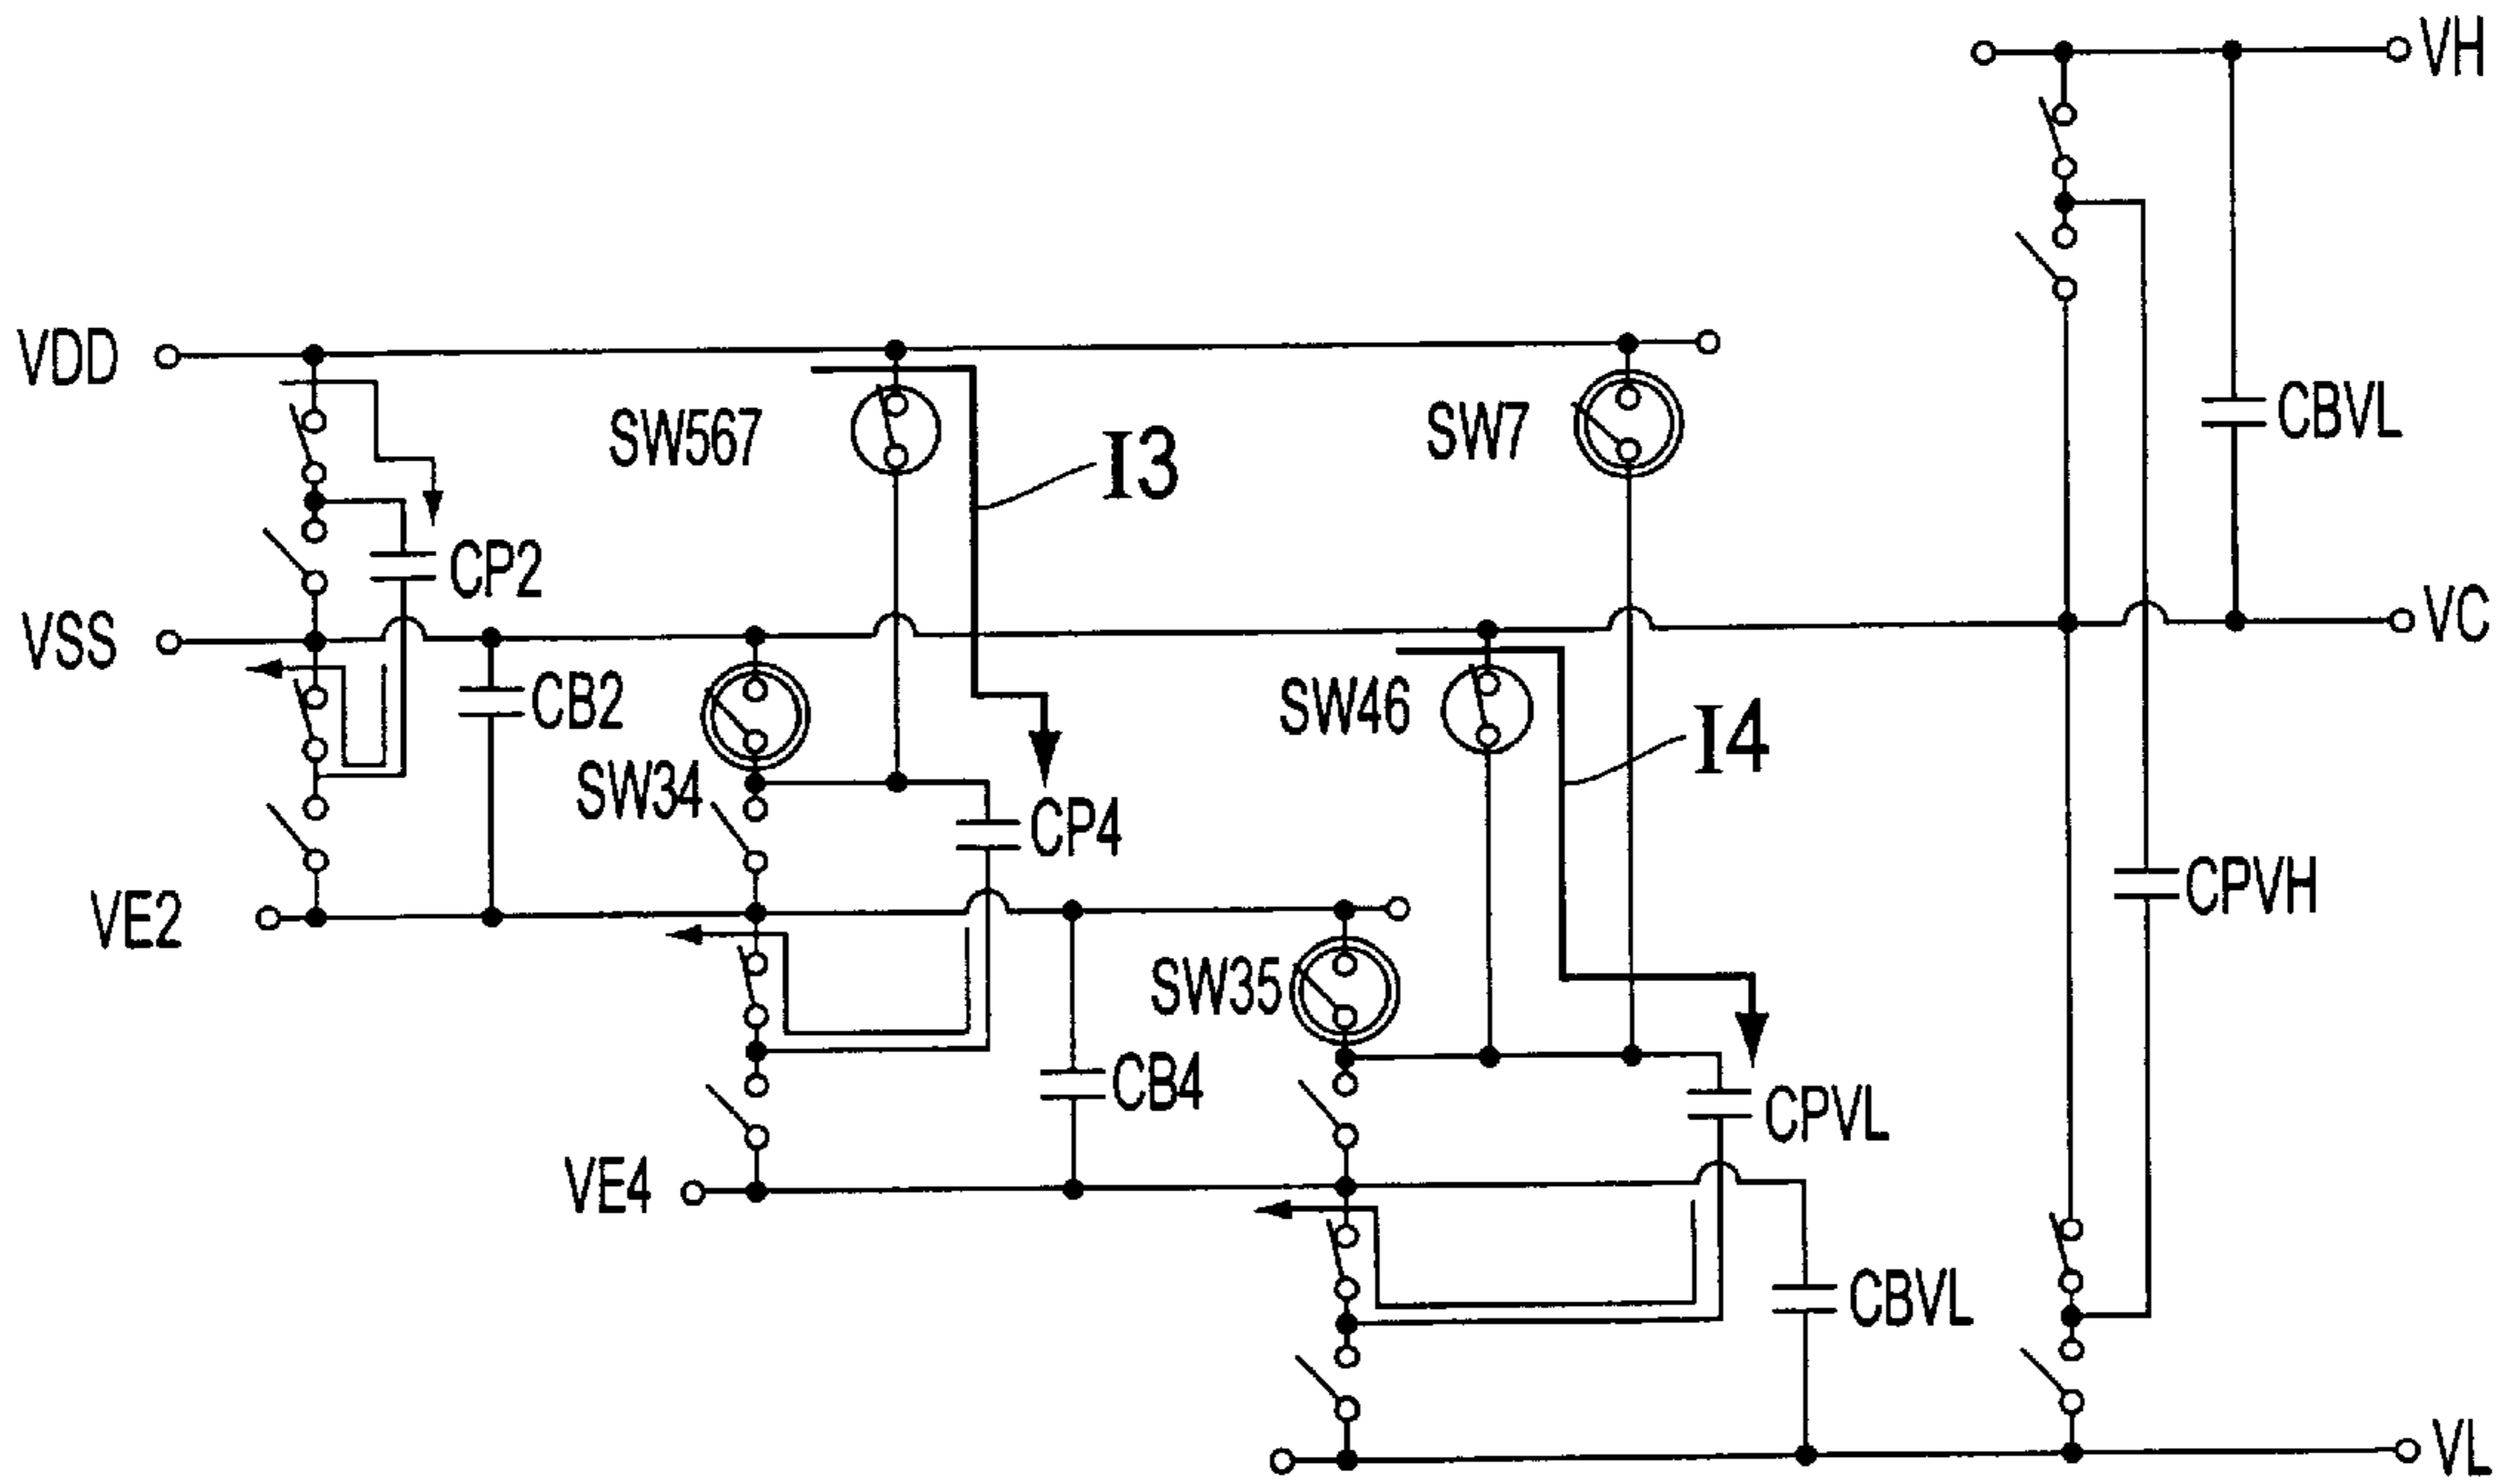 VH
VDD
SW567
I3
SW7
CBVL
CP2
VSS
VC
CB2
SW34
SW46
I4
CP4
CPVH
VE2
SW35
CB4
CPVL
VE4
CBVL
VL